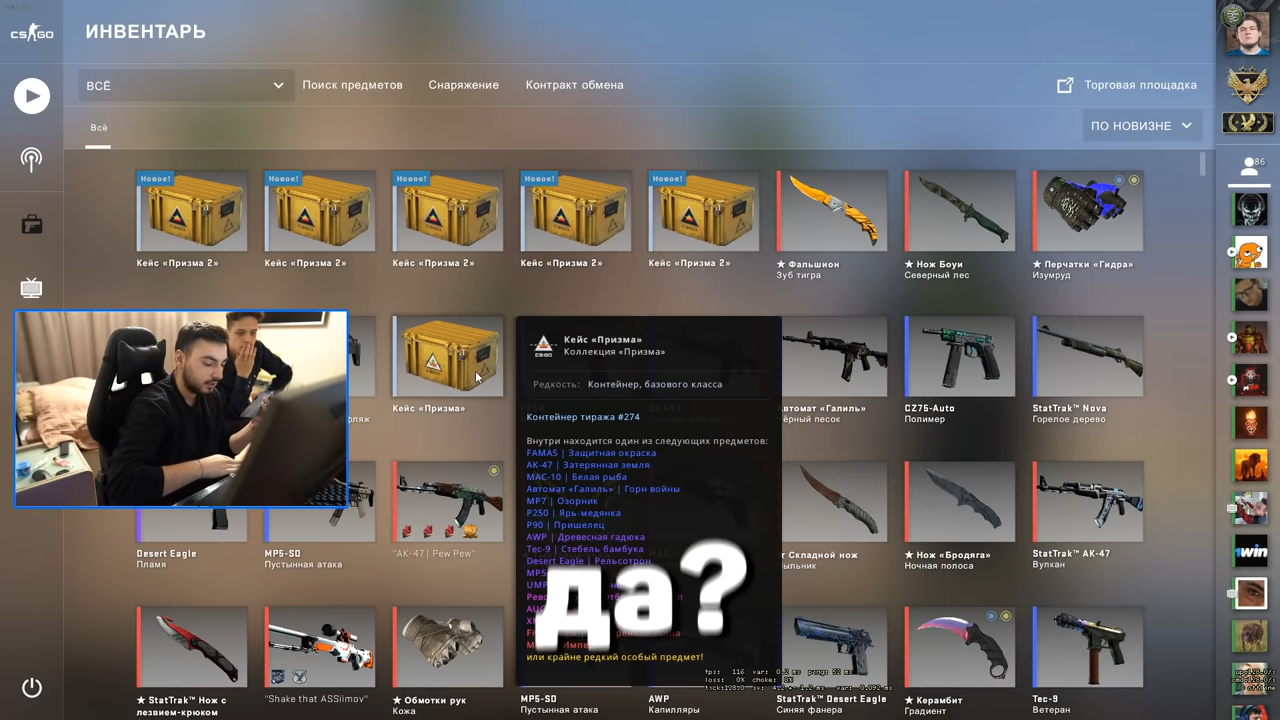 CS GO
ИНВЕНТАРЬ
ВСЁ
Поиск предметов
Снаряжение
Контракт обмена
Торговая площадка
Всё
ПО НОВИЗНЕ
86
Новое!
Новое!
Новое!
Новое!
Новое!
Кейс «Призма 2»
Кейс «Призма 2»
Кейс «Призма 2»
Кейс «Призма 2»
Кейс «Призма 2»
★ Фальшион
Зуб тигра
★ Нож Боуи
Северный лес
★ Перчатки «Гидра»
Изумруд
Кейс «Призма»
Кейс «Призма»
Коллекция «Призма»
Редкость: Контейнер, базового класса
Контейнер тиража #274
Внутри находится один из следующих предметов:
FAMAS | Защитная окраска
AK-47 | Затерянная земля
MAC-10 | Белая рыба
Автомат «Галиль» | Горн войны
MP7 | Озорник
P250 | Ярь-медянка
P90 | Пришелец
AWP | Древесная гадюка
Tec-9 | Стебель бамбука
Desert Eagle | Рельсотрон
MP5
UMP
AUG
или крайне редкий особый предмет!
да?
Автомат «Галиль»
Чёрный песок
CZ75-Auto
Полимер
StatTrak™ Nova
Горелое дерево
Desert Eagle
Пламя
MP5-SD
Пустынная атака
"AK-47 | Pew Pew"
★ Складной нож
★ Нож «Бродяга»
Ночная полоса
StatTrak™ AK-47
Вулкан
1win
★ StatTrak™ Нож с
лезвием-крюком
"Shake that ASSiimov"
★ Обмотки рук
Кожа
MP5-SD
Пустынная атака
AWP
Капилляры
StatTrak™ Desert Eagle
Синяя фанера
★ Керамбит
Градиент
Tec-9
Ветеран